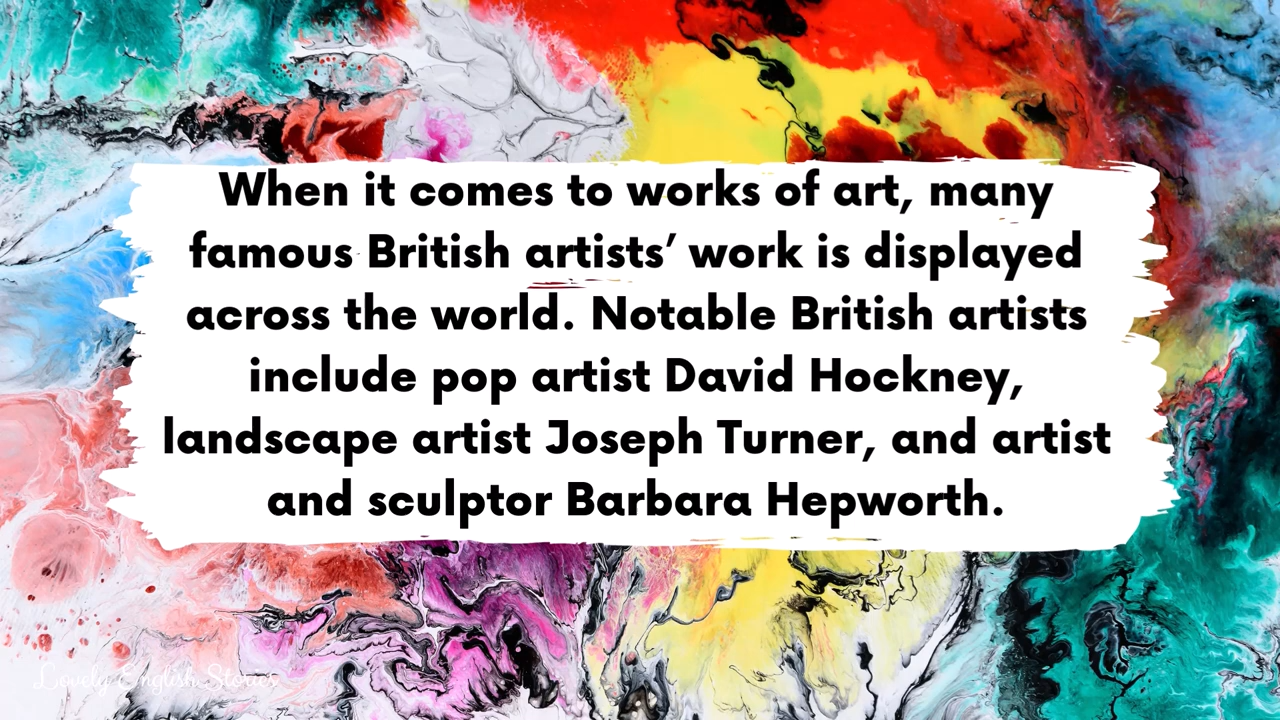 When it comes to works of art, many
famous British artists’ work is displayed
across the world. Notable British artists
include pop artist David Hockney,
landscape artist Joseph Turner, and artist
and sculptor Barbara Hepworth.
Lovely English Stories